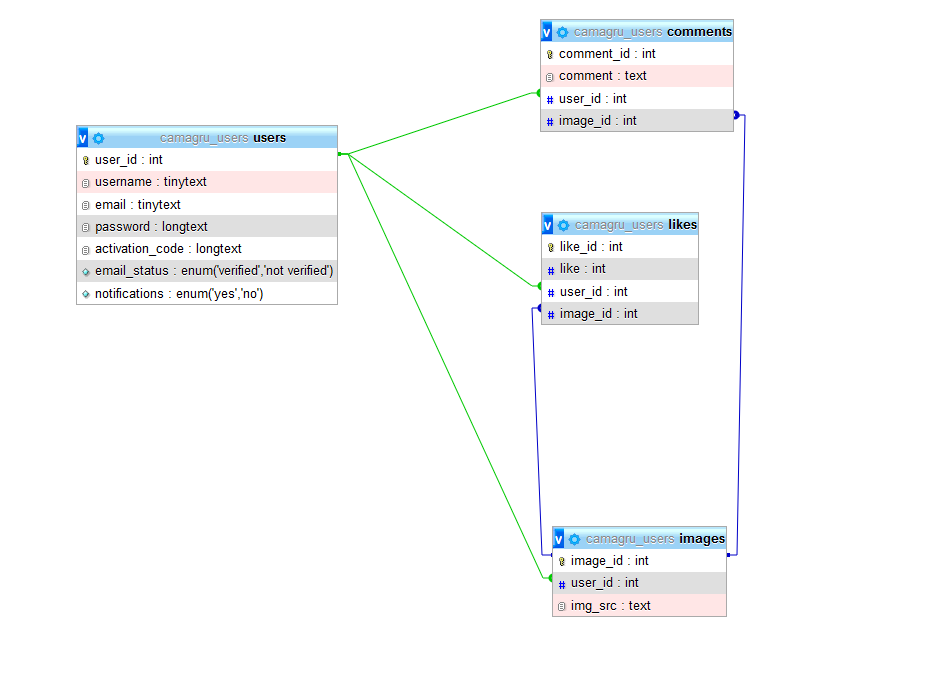 v camagru_users comments
comment_id : int
comment : text
# user_id : int
# image_id : int
v camagru_users users
user_id : int
username : tinytext
email : tinytext
password : longtext
activation_code : longtext
email_status : enum('verified','not verified')
notifications : enum('yes','no')
v camagru_users likes
like_id : int
# like : int
# user_id : int
# image_id : int
v camagru_users images
image_id : int
# user_id : int
img_src : text